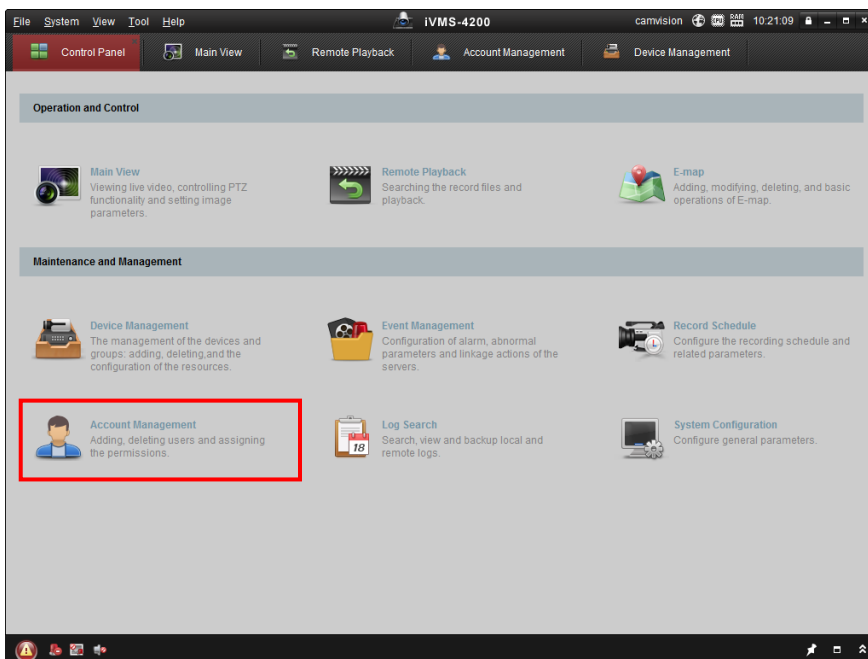 File System View Tool Help
iVMS-4200
camvision
CPU
RAM
10:21:09
Control Panel
Main View
Remote Playback
Account Management
Device Management
Operation and Control
Main View
Viewing live video, controlling PTZ
functionality and setting image
parameters.
Remote Playback
Searching the record files and
playback.
E-map
Adding, modifying, deleting, and basic
operations of E-map.
Maintenance and Management
Device Management
The management of the devices and
groups: adding, deleting,and the
configuration of the resources.
Event Management
Configuration of alarm, abnormal
parameters and linkage actions of the
servers.
Record Schedule
Configure the recording schedule and
related parameters.
Account Management
Adding, deleting users and assigning
the permissions.
Log Search
Search, view and backup local and
remote logs.
18
System Configuration
Configure general parameters.